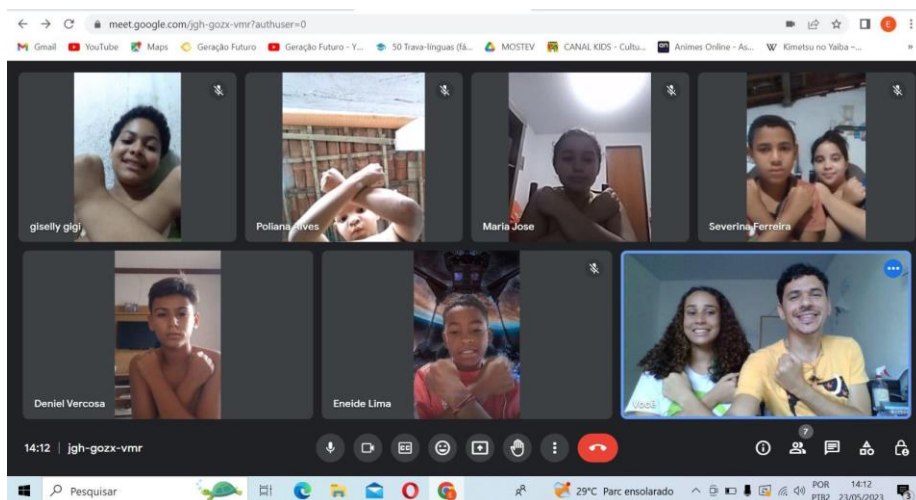 meet.google.com/jgh-gozx-vmr?authuser=0
Gmail YouTube Maps Geração Futuro Geração Futuro - Y... 50 Trava-línguas (fá... MOSTEV CANAL KIDS - Cultu... Animes Online - As... Kimetsu no Yaiba –... »
giselly gigi
Poliana Alves
Maria Jose
Severina Ferreira
Deniel Vercosa
Eneide Lima
Você
14:12 | jgh-gozx-vmr
7
Pesquisar
29°C Parc ensolarado
POR
PTB2
14:12
23/05/2023